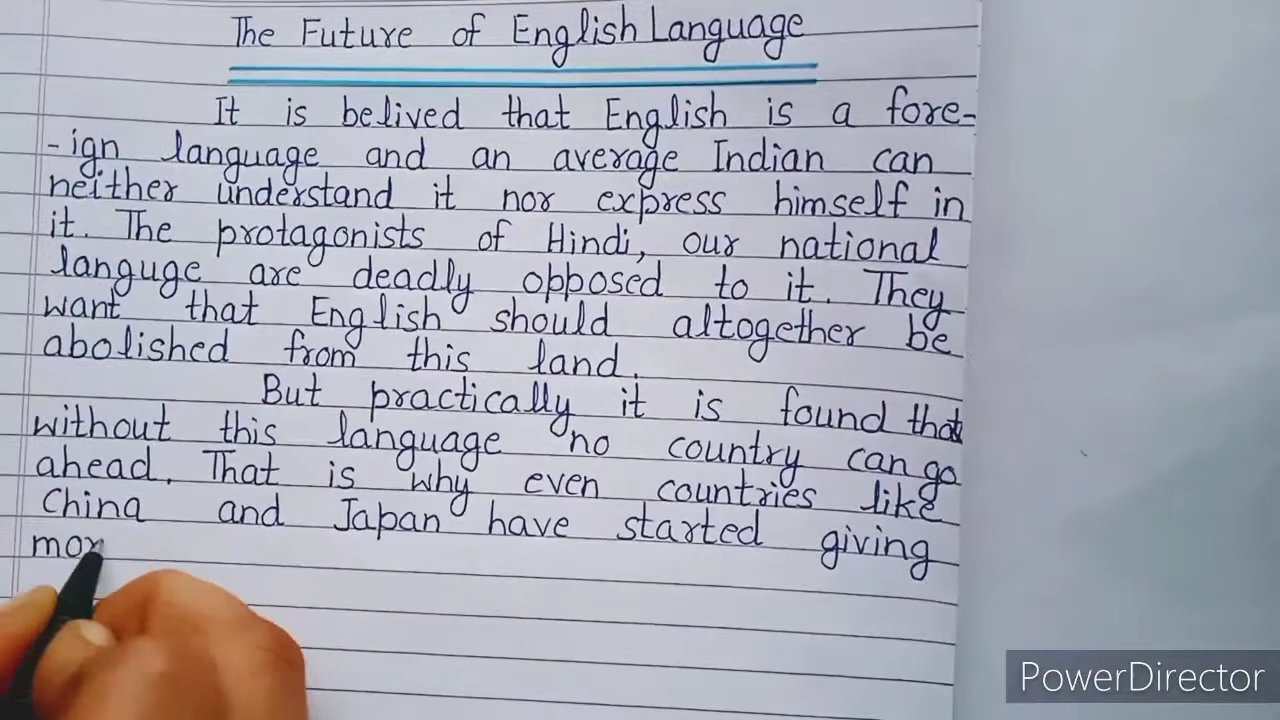 The Future of English Language
It is belived that English is a fore-
-ign language and an average Indian can
neither understand it nor express himself in
it. The protagonists of Hindi, our national
languge are deadly opposed to it. They
want that English should altogether be
abolished from this land.
But practically it is found that
without this language no country can go
ahead. That is why even countries like
China and Japan have started giving
mor
PowerDirector